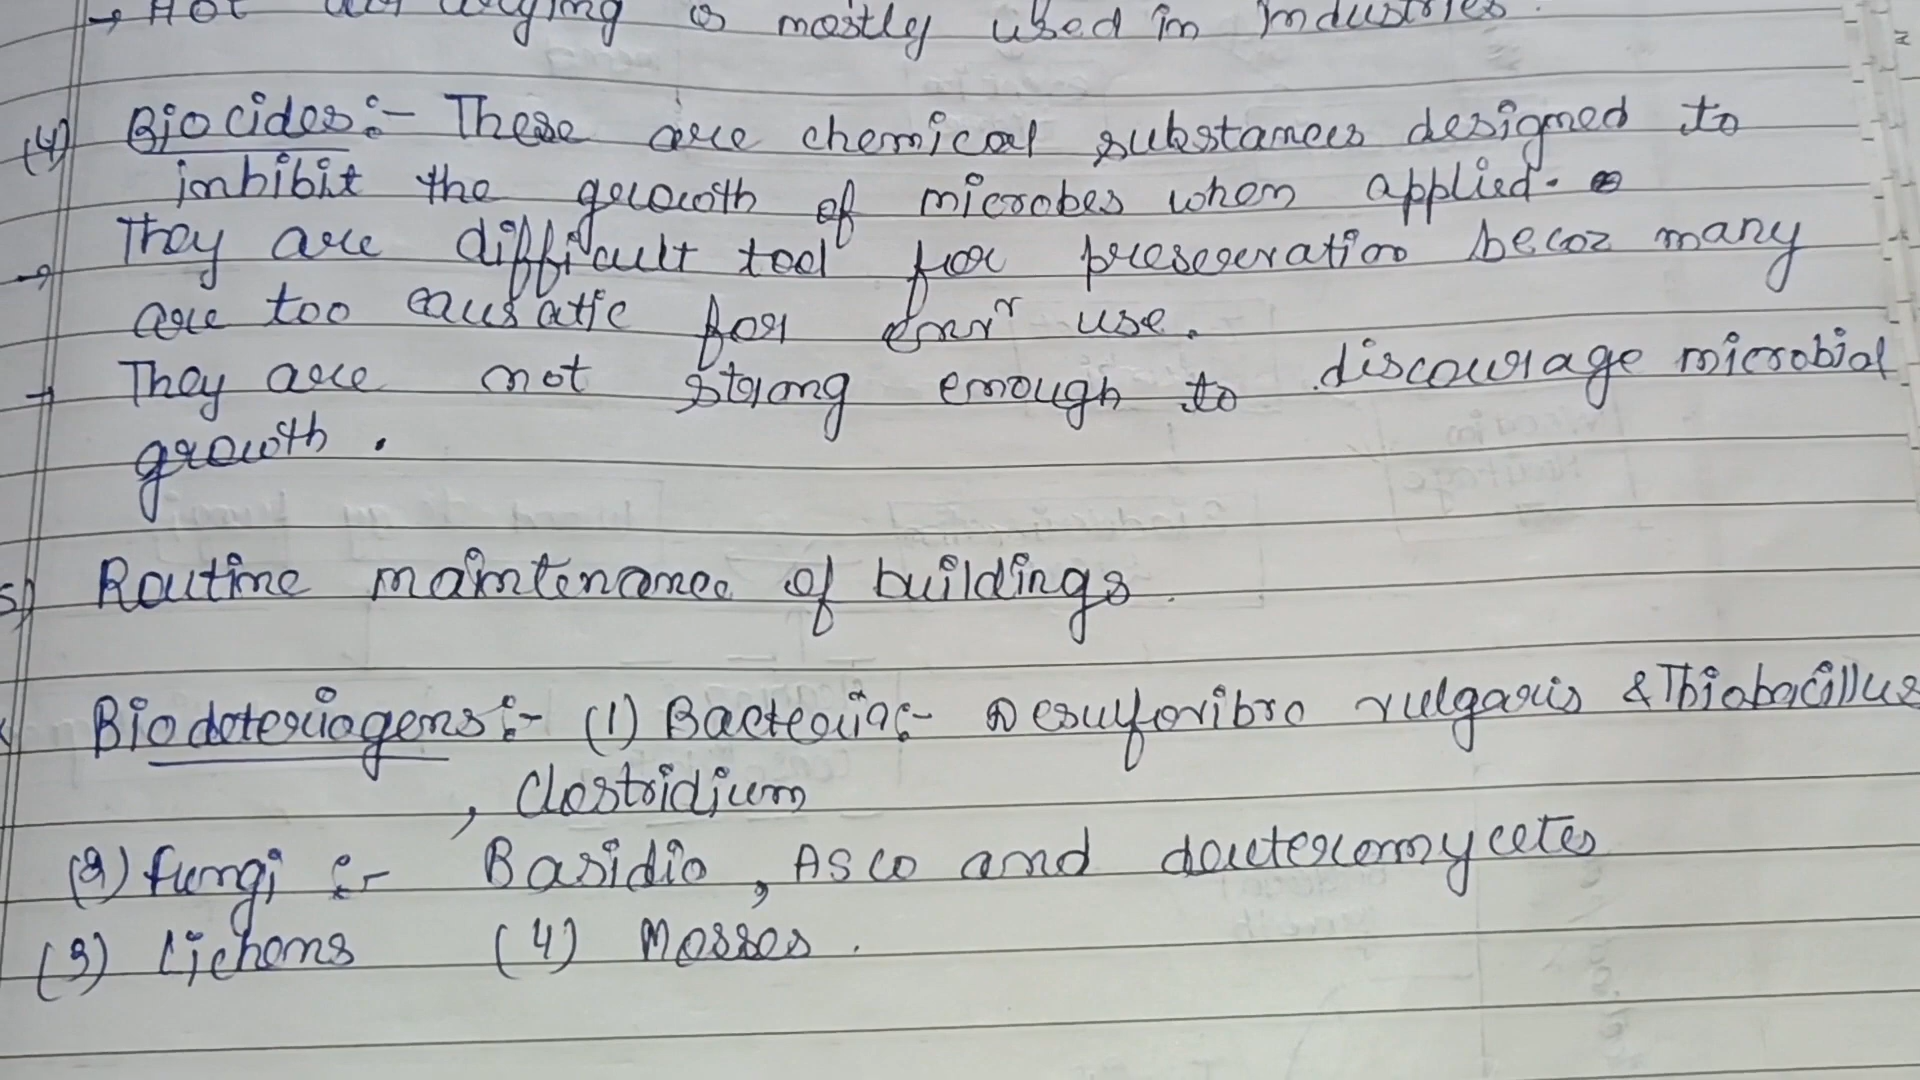 → Hot air drying is mostly used in Industries.
(4) Biocides:- These are chemical substances designed to
inhibit the growth of microbes when applied.
→ They are difficult tool for preservation becoz many
are too causatic for use.
→ They are not strong enough to discourage microbial
growth.
5) Routine maintenance of buildings.
Biodeteriogens:- (1) Bacteria:- Desulfovibro vulgaris & Thiobacillus
, Clostridium
(2) fungi :- Basidio, Asco and deuteromycetes
(3) Lichens (4) Mosses.